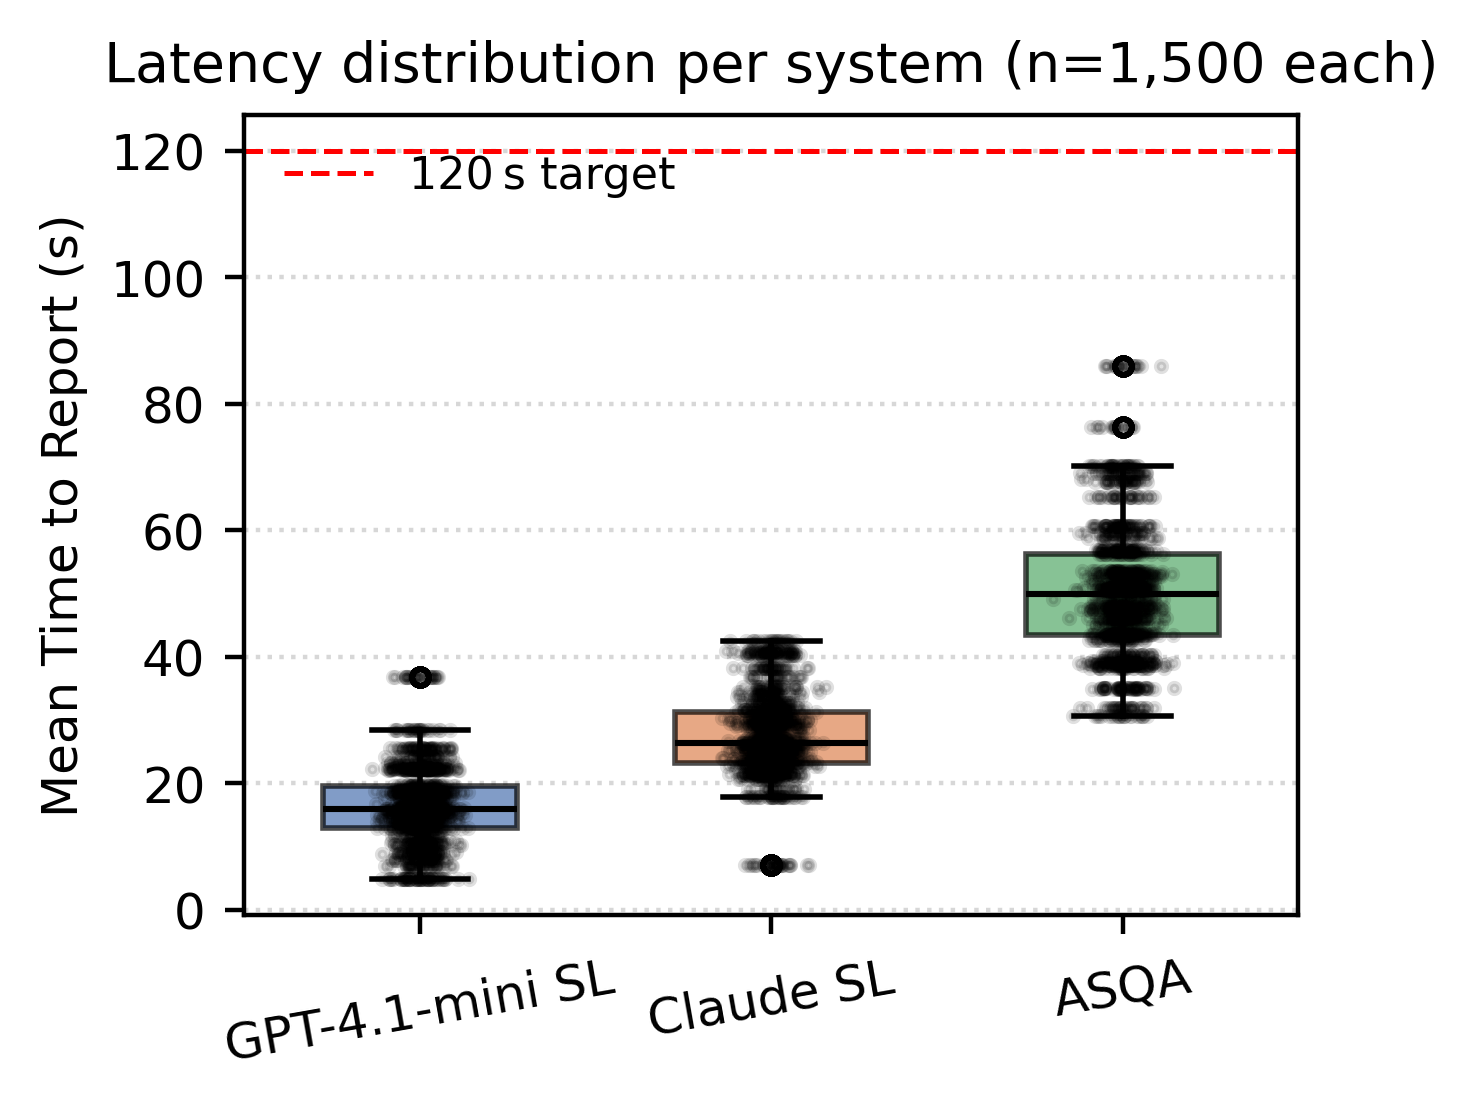 Latency distribution per system (n=1,500 each)
120 s target
Mean Time to Report (s)
120
100
80
60
40
20
0
GPT-4.1-mini SL
Claude SL
ASQA